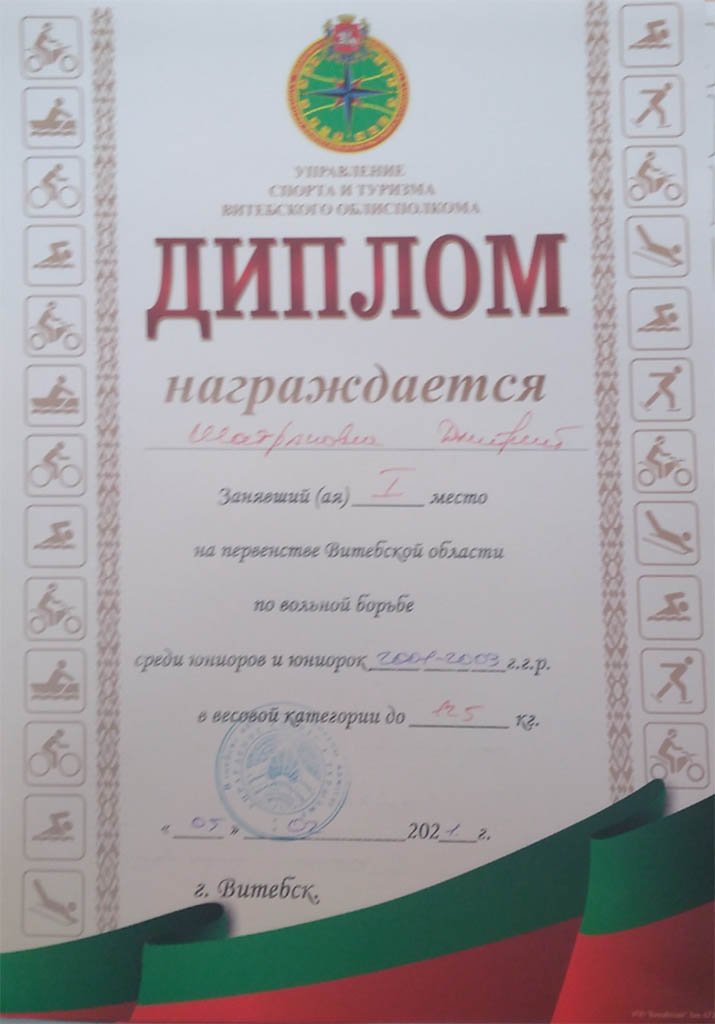 УПРАВЛЕНИЕ
СПОРТА И ТУРИЗМА
ВИТЕБСКОГО ОБЛИСПОЛКОМА
ДИПЛОМ
награждается
Дмитрий
Занявший (ая) I место
на первенстве Витебской области
по вольной борьбе
среди юниоров и юниорок 2001-2003 г.г.р.
в весовой категории до 125 кг.
« 05 » 02 2021 г.
г. Витебск,